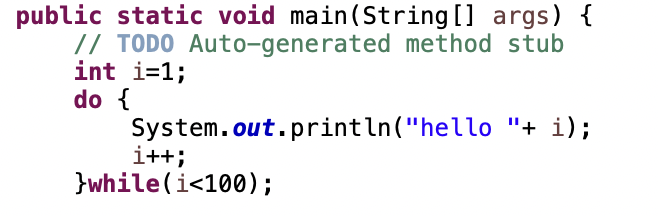 public static void main(String[] args) {
// TODO Auto-generated method stub
int i=1;
do {
System.out.println("hello "+ i);
i++;
}while(i<100);